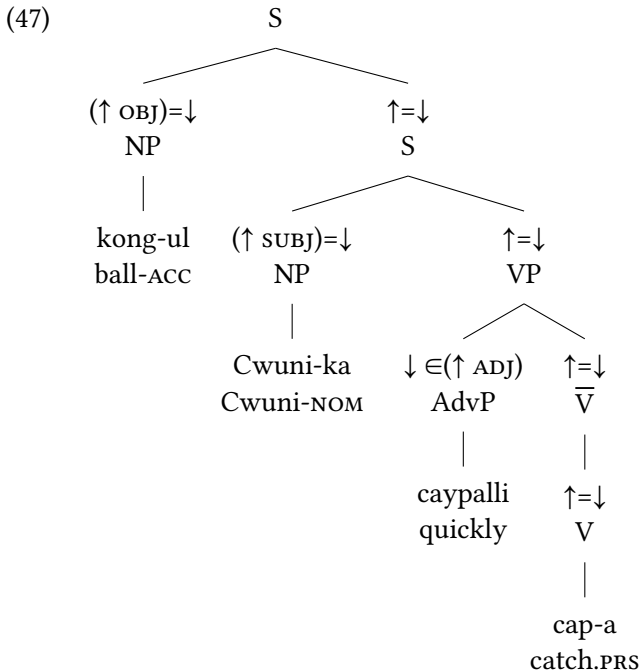 (47) S
(↑ OBJ)=↓ ↑=↓
NP S
kong-ul (↑ SUBJ)=↓ ↑=↓
ball-ACC NP VP
Cwuni-ka ↓ ∈(↑ ADJ) ↑=↓
Cwuni-NOM AdvP V̅
caypalli ↑=↓
quickly V
cap-a
catch.PRS